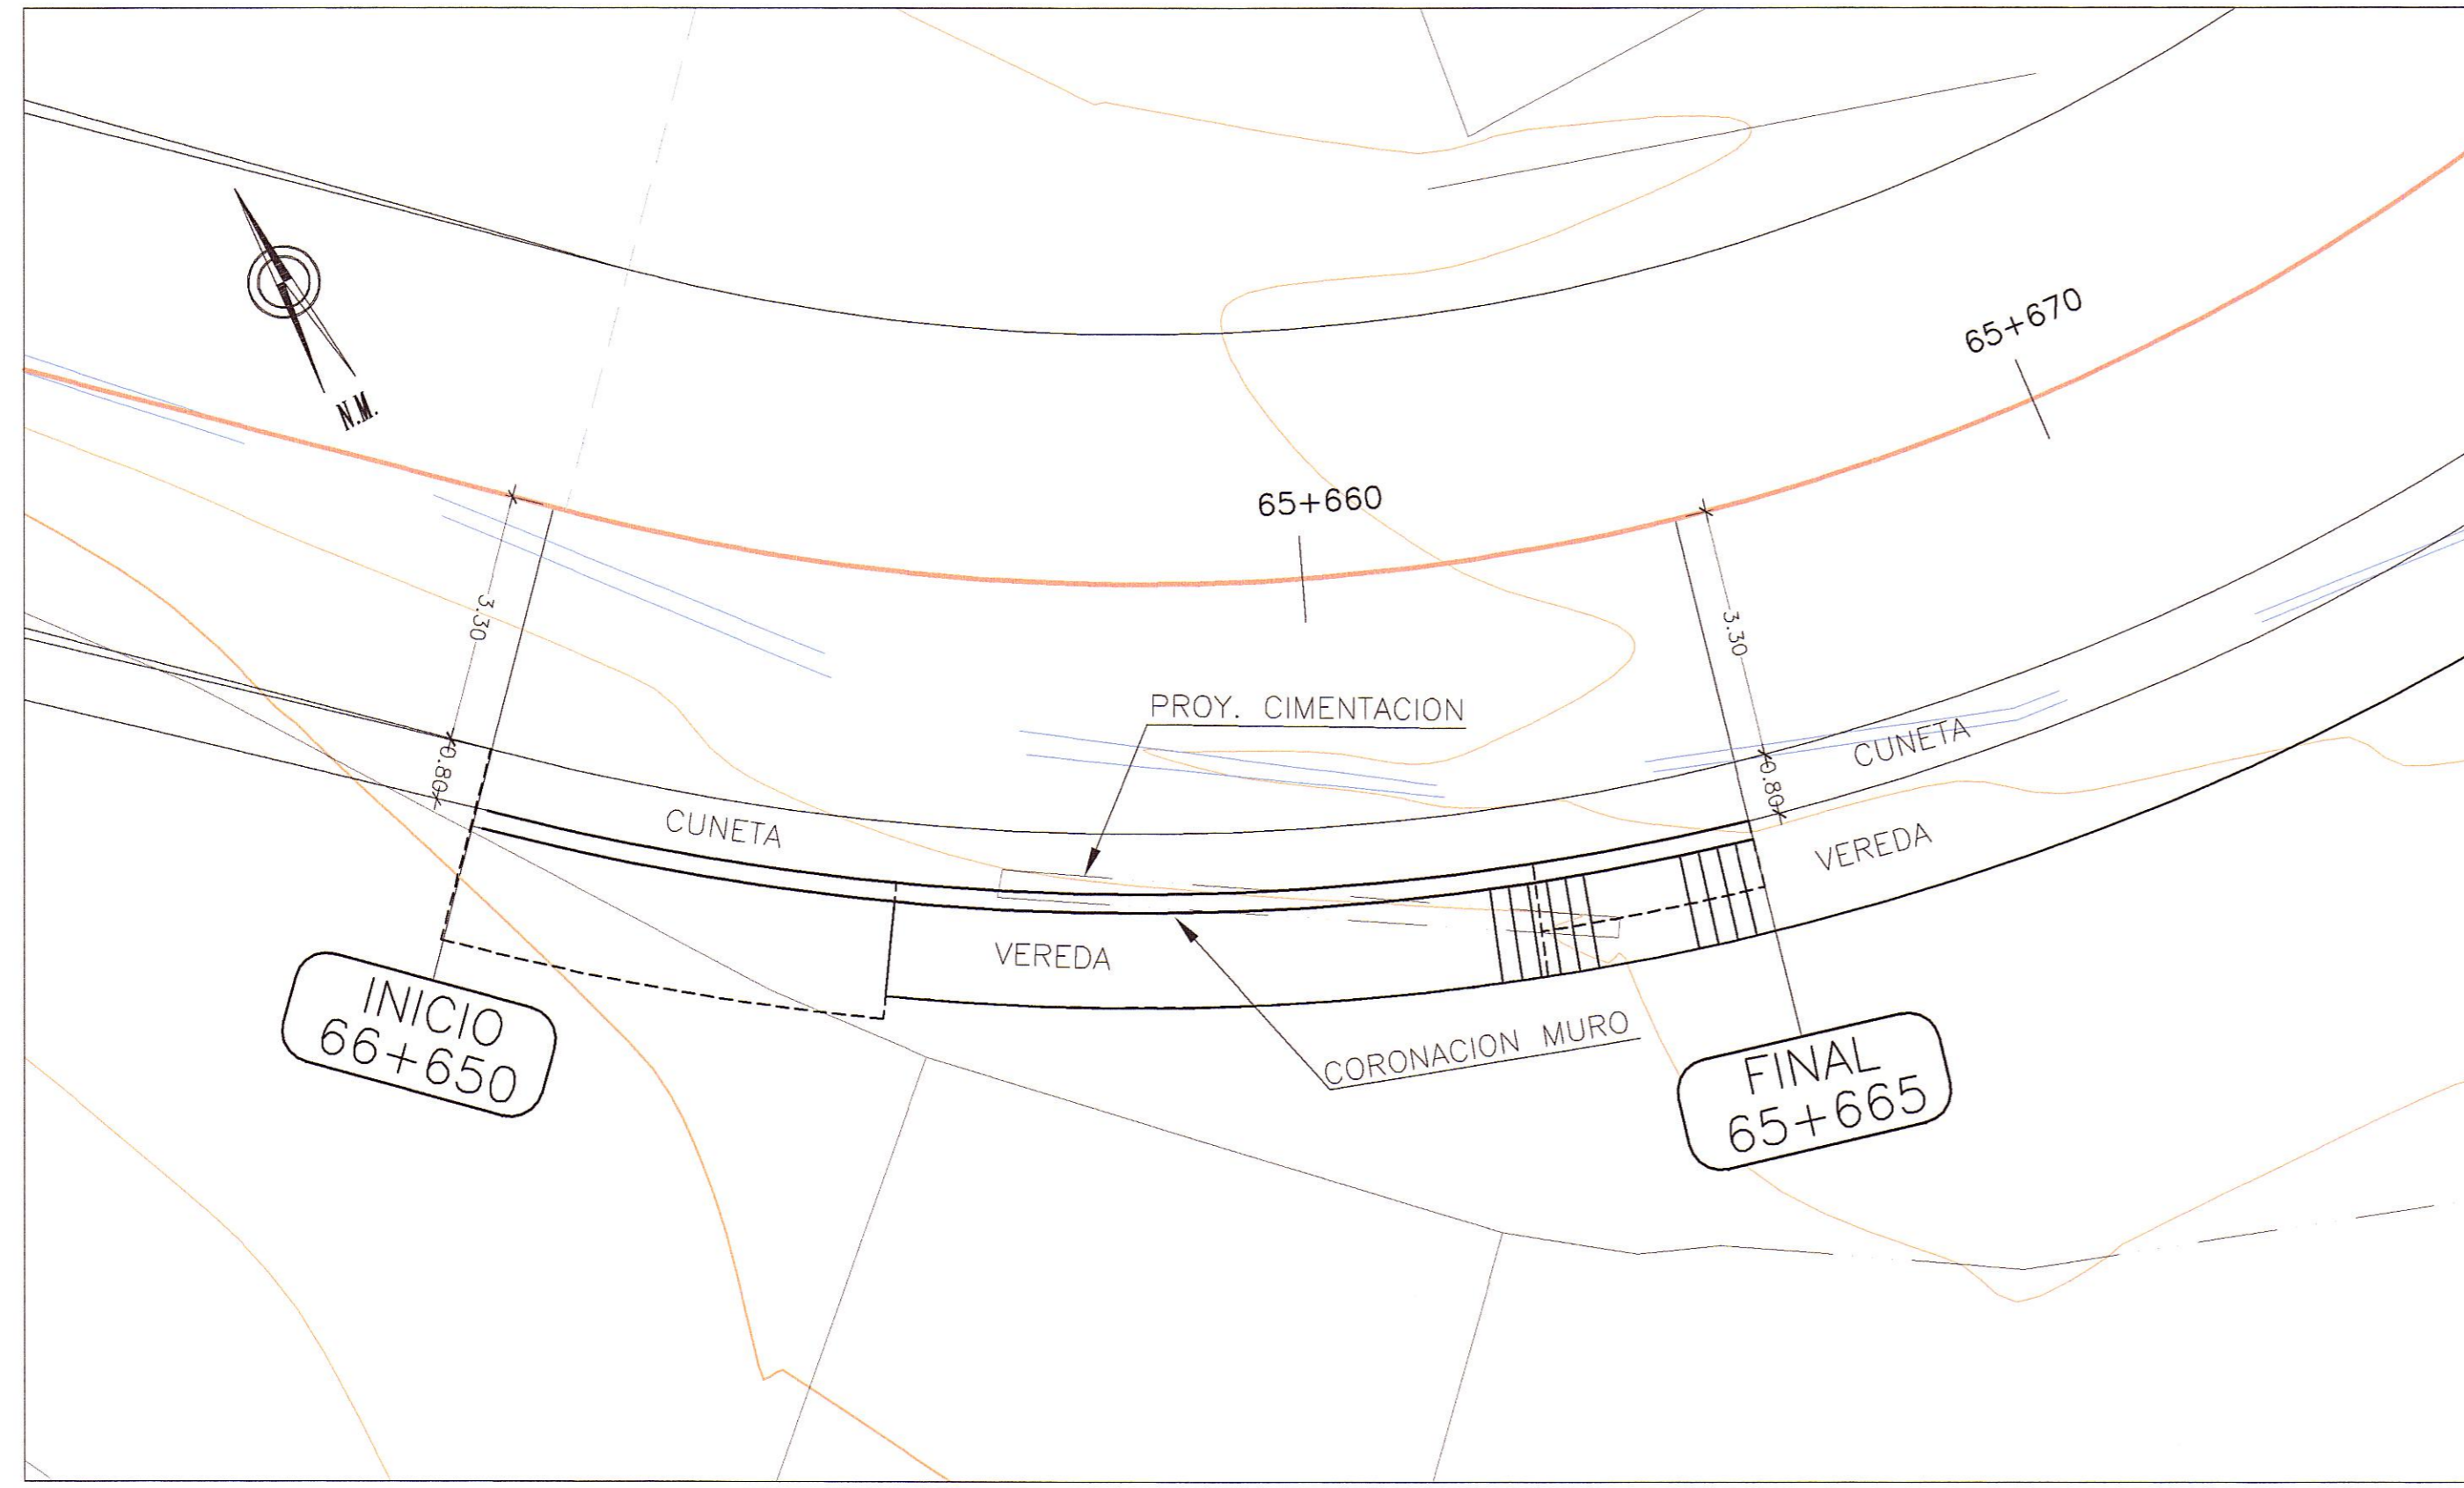 65+670
N.M.
65+660
3.30
3.30
PROY. CIMENTACION
0.80
CUNETA
0.80
CUNETA
VEREDA
VEREDA
INICIO
66+650
CORONACION MURO
FINAL
65+665